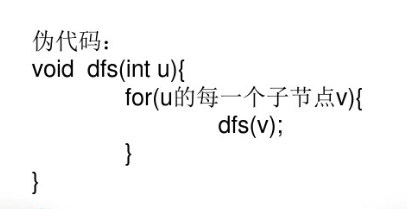 伪代码：
void dfs(int u){
for(u的每一个子节点v){
dfs(v);
}
}